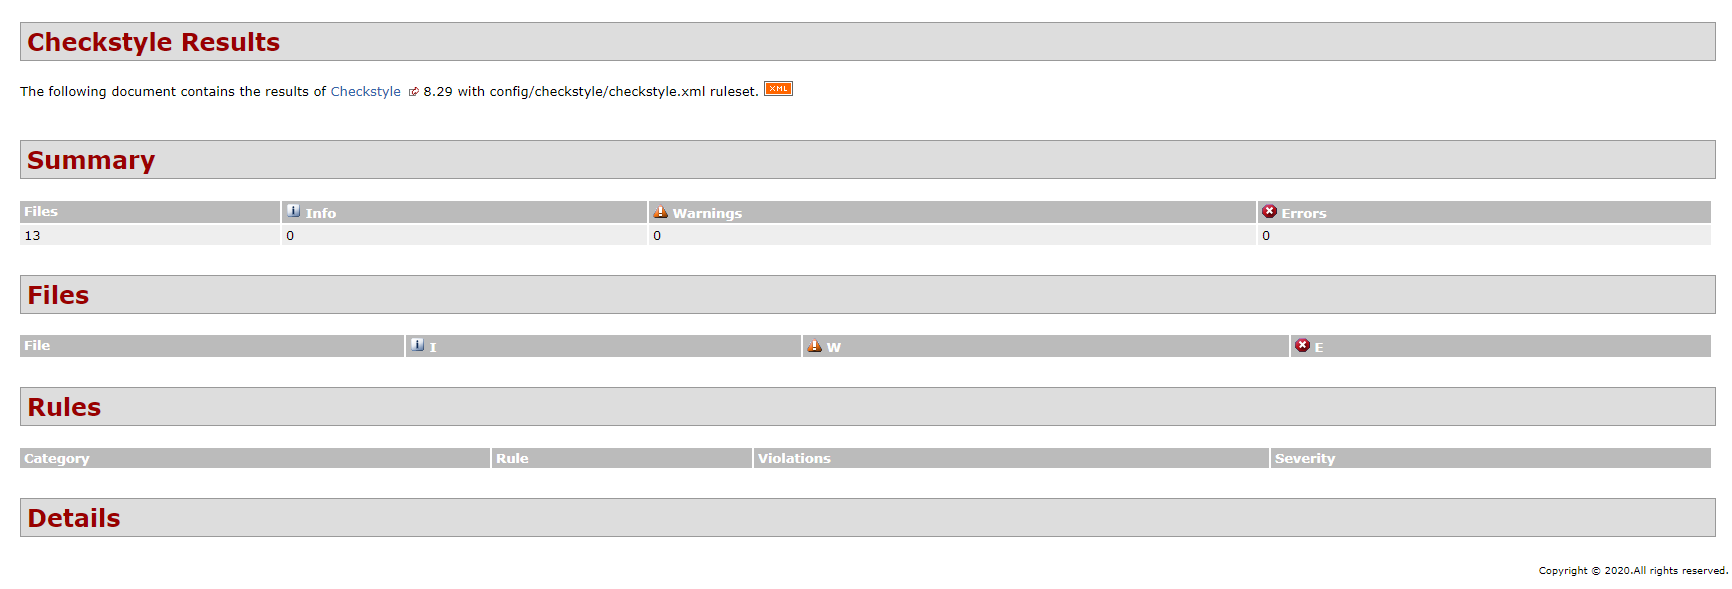 Checkstyle Results
The following document contains the results of Checkstyle 8.29 with config/checkstyle/checkstyle.xml ruleset. XML
Summary
Files Info Warnings Errors
13 0 0 0
Files
File I W E
Rules
Category Rule Violations Severity
Details
Copyright © 2020.All rights reserved.